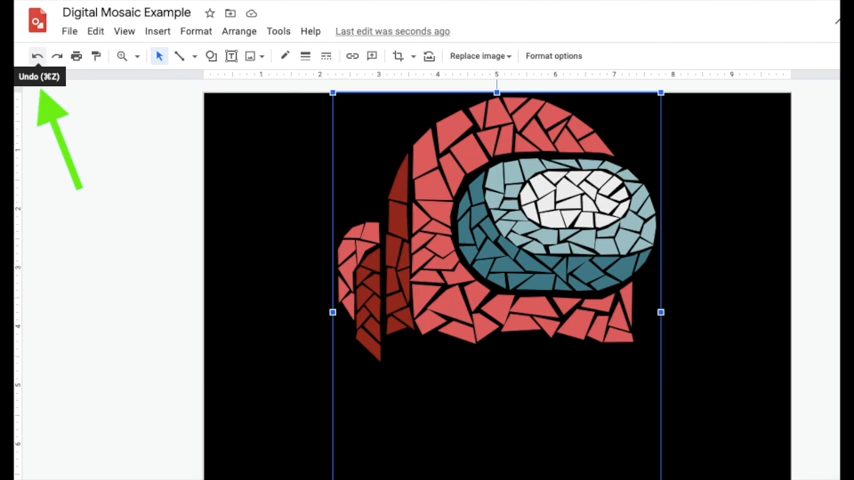 Digital Mosaic Example
File Edit View Insert Format Arrange Tools Help Last edit was seconds ago
Replace image Format options
Undo (⌘Z)
1 2 3 4 5 6 7 8 9
1
2
3
4
5
6